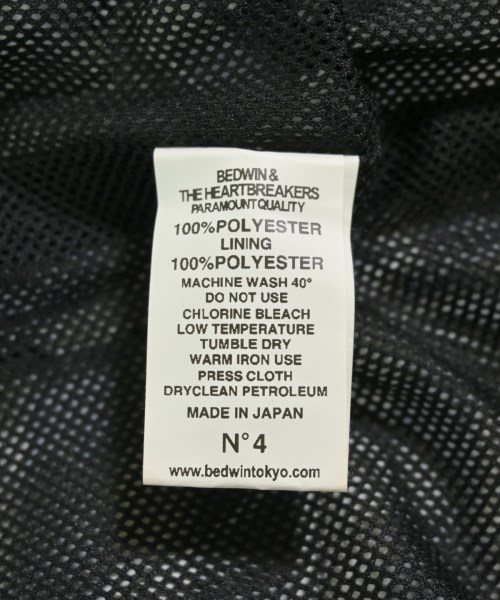 BEDWIN &
THE HEARTBREAKERS
PARAMOUNT QUALITY
100%POLYESTER
LINING
100%POLYESTER
MACHINE WASH 40°
DO NOT USE
CHLORINE BLEACH
LOW TEMPERATURE
TUMBLE DRY
WARM IRON USE
PRESS CLOTH
DRYCLEAN PETROLEUM
MADE IN JAPAN
N°4
www.bedwintokyo.com